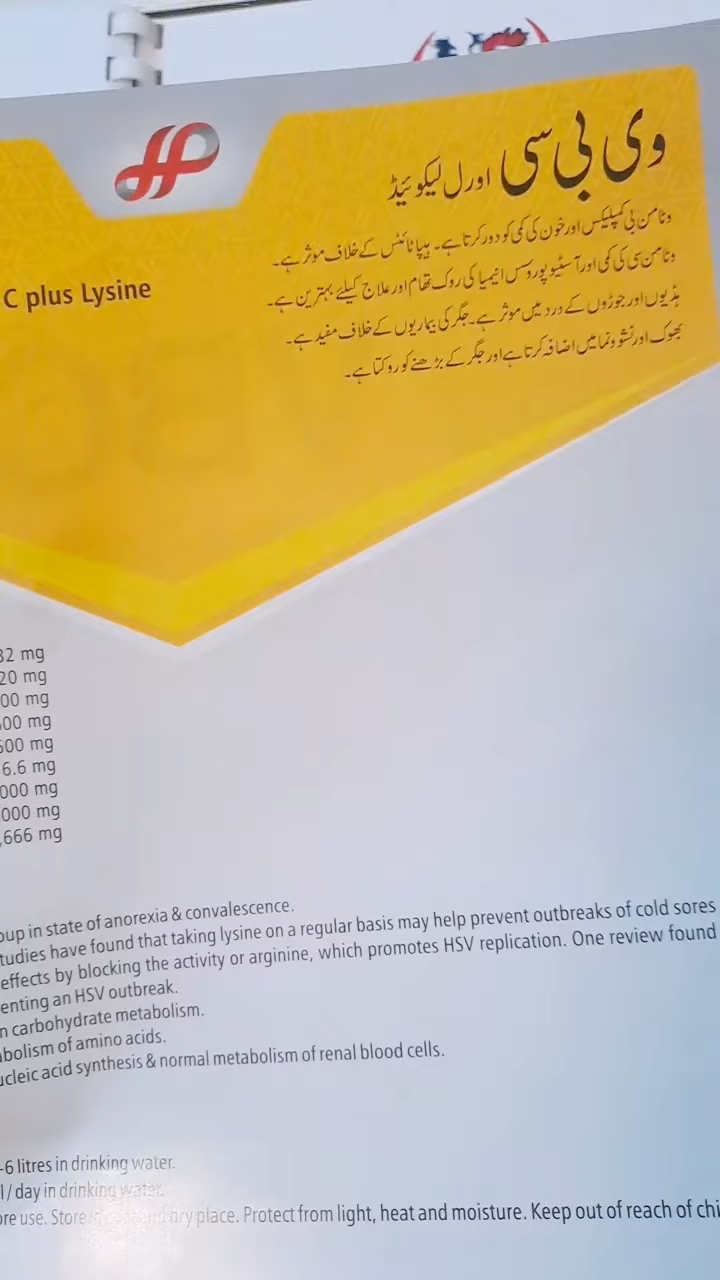 وی بی سی اورل لیکوئیڈ
وٹامن بی کمپلیکس اور خون کی کمی کو دور کرتا ہے۔ ہیپاٹائٹس کے خلاف موثر ہے۔
وٹامن سی کی کمی اور آسٹیوپوروسس انیمیا کی روک تھام اور علاج کیلئے بہترین ہے۔
ہڈیوں اور جوڑوں کے درد میں موثر ہے۔ جگر کی بیماریوں کے خلاف مفید ہے۔
بھوک اور نشوونما میں اضافہ کرتا ہے اور جگر کے بڑھنے کو روکتا ہے۔
C plus Lysine
32 mg
20 mg
00 mg
00 mg
500 mg
6.6 mg
000 mg
000 mg
,666 mg
oup in state of anorexia & convalescence.
tudies have found that taking lysine on a regular basis may help prevent outbreaks of cold sores
effects by blocking the activity or arginine, which promotes HSV replication. One review found
enting an HSV outbreak.
n carbohydrate metabolism.
abolism of amino acids.
ucleic acid synthesis & normal metabolism of renal blood cells.
-6 litres in drinking water.
l / day in drinking water.
ore use. Store dry place. Protect from light, heat and moisture. Keep out of reach of chi